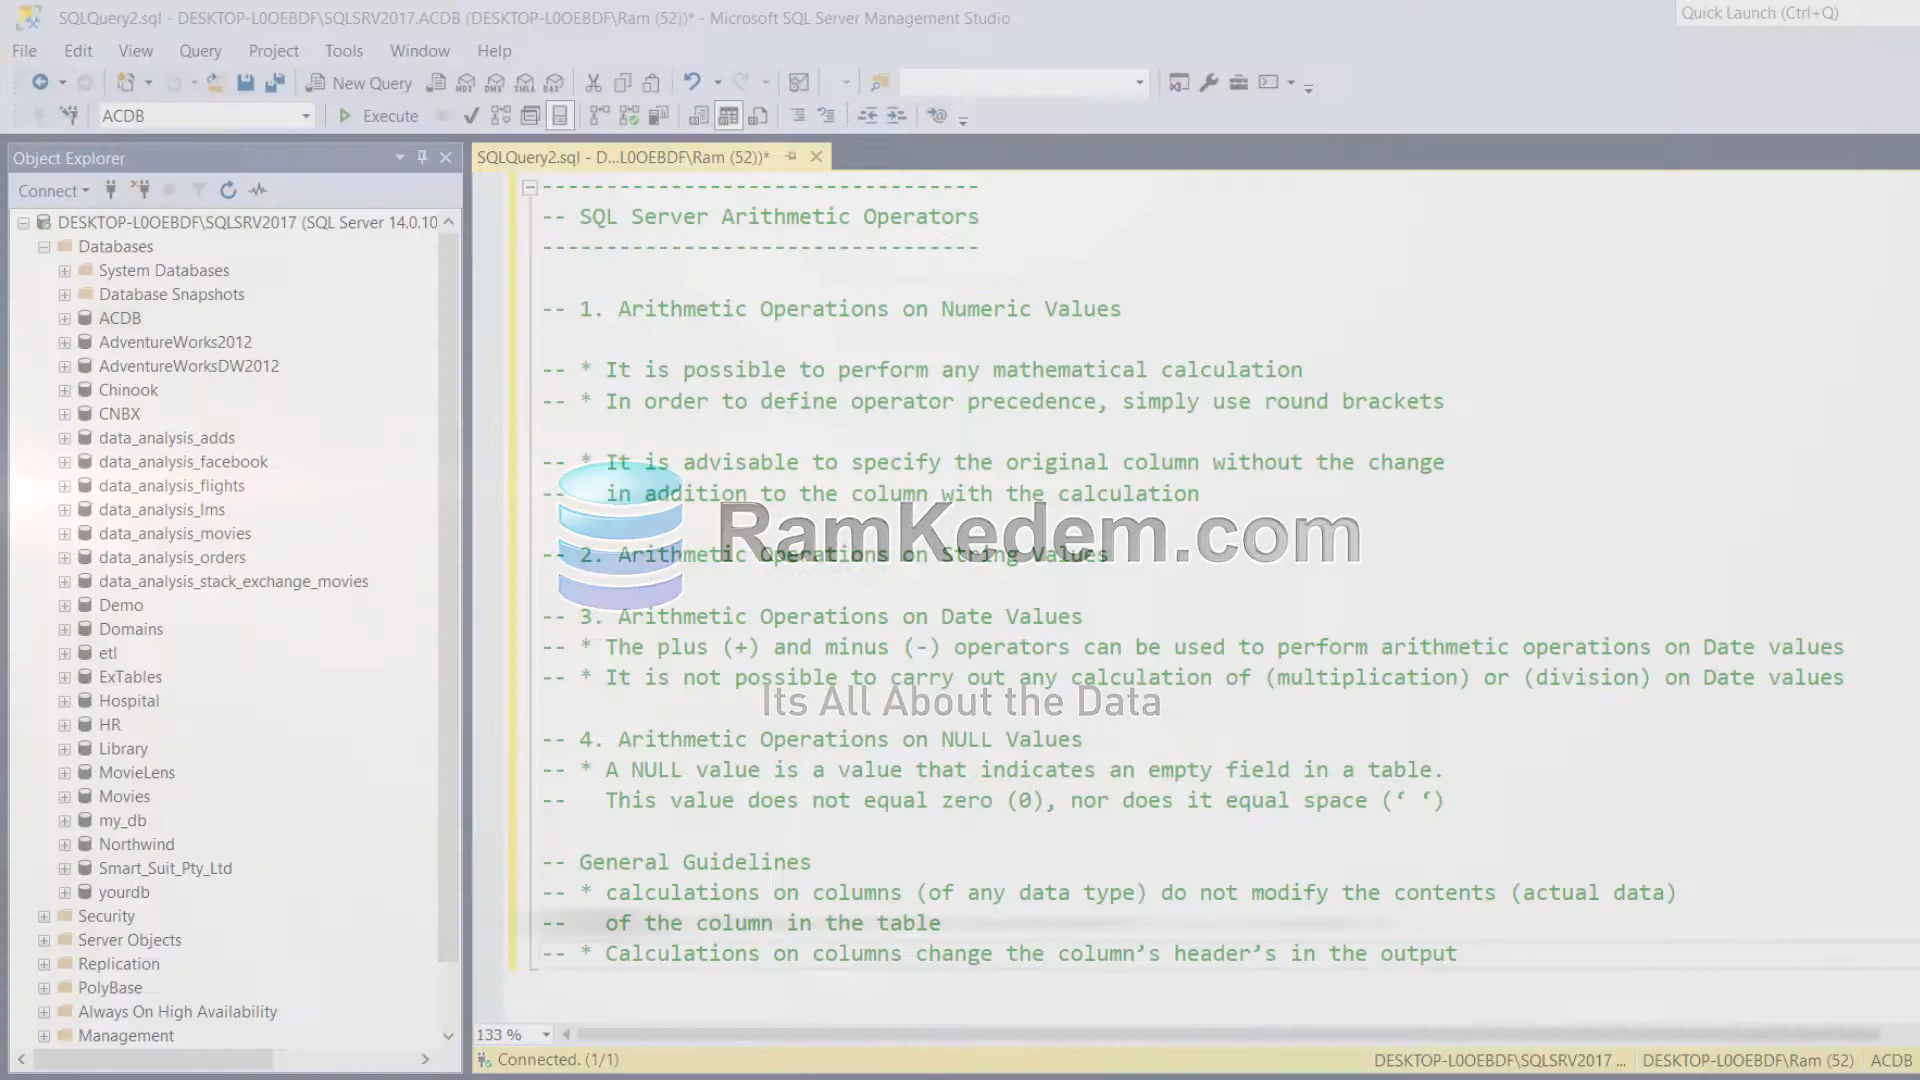 SQLQuery2.sql - DESKTOP-L0OEBDF\SQLSRV2017.ACDB (DESKTOP-L0OEBDF\Ram (52))* - Microsoft SQL Server Management Studio
Quick Launch (Ctrl+Q)
File Edit View Query Project Tools Window Help
New Query
MDX DMX XMLA DAX
ACDB
Execute
Object Explorer
Connect
DESKTOP-L0OEBDF\SQLSRV2017 (SQL Server 14.0.10
Databases
System Databases
Database Snapshots
ACDB
AdventureWorks2012
AdventureWorksDW2012
Chinook
CNBX
data_analysis_adds
data_analysis_facebook
data_analysis_flights
data_analysis_lms
data_analysis_movies
data_analysis_orders
data_analysis_stack_exchange_movies
Demo
Domains
etl
ExTables
Hospital
HR
Library
MovieLens
Movies
my_db
Northwind
Smart_Suit_Pty_Ltd
yourdb
Security
Server Objects
Replication
PolyBase
Always On High Availability
Management
SQLQuery2.sql - D...L0OEBDF\Ram (52))*
----------------------------------
-- SQL Server Arithmetic Operators
----------------------------------
-- 1. Arithmetic Operations on Numeric Values
-- * It is possible to perform any mathematical calculation
-- * In order to define operator precedence, simply use round brackets
-- * It is advisable to specify the original column without the change
--   in addition to the column with the calculation
RamKedem.com
-- 2. Arithmetic Operations on String Values
-- 3. Arithmetic Operations on Date Values
-- * The plus (+) and minus (-) operators can be used to perform arithmetic operations on Date values
-- * It is not possible to carry out any calculation of (multiplication) or (division) on Date values
Its All About the Data
-- 4. Arithmetic Operations on NULL Values
-- * A NULL value is a value that indicates an empty field in a table.
--   This value does not equal zero (0), nor does it equal space (‘ ‘)
-- General Guidelines
-- * calculations on columns (of any data type) do not modify the contents (actual data)
--   of the column in the table
-- * Calculations on columns change the column’s header’s in the output
133 %
Connected. (1/1)
DESKTOP-L0OEBDF\SQLSRV2017 ... DESKTOP-L0OEBDF\Ram (52) ACDB